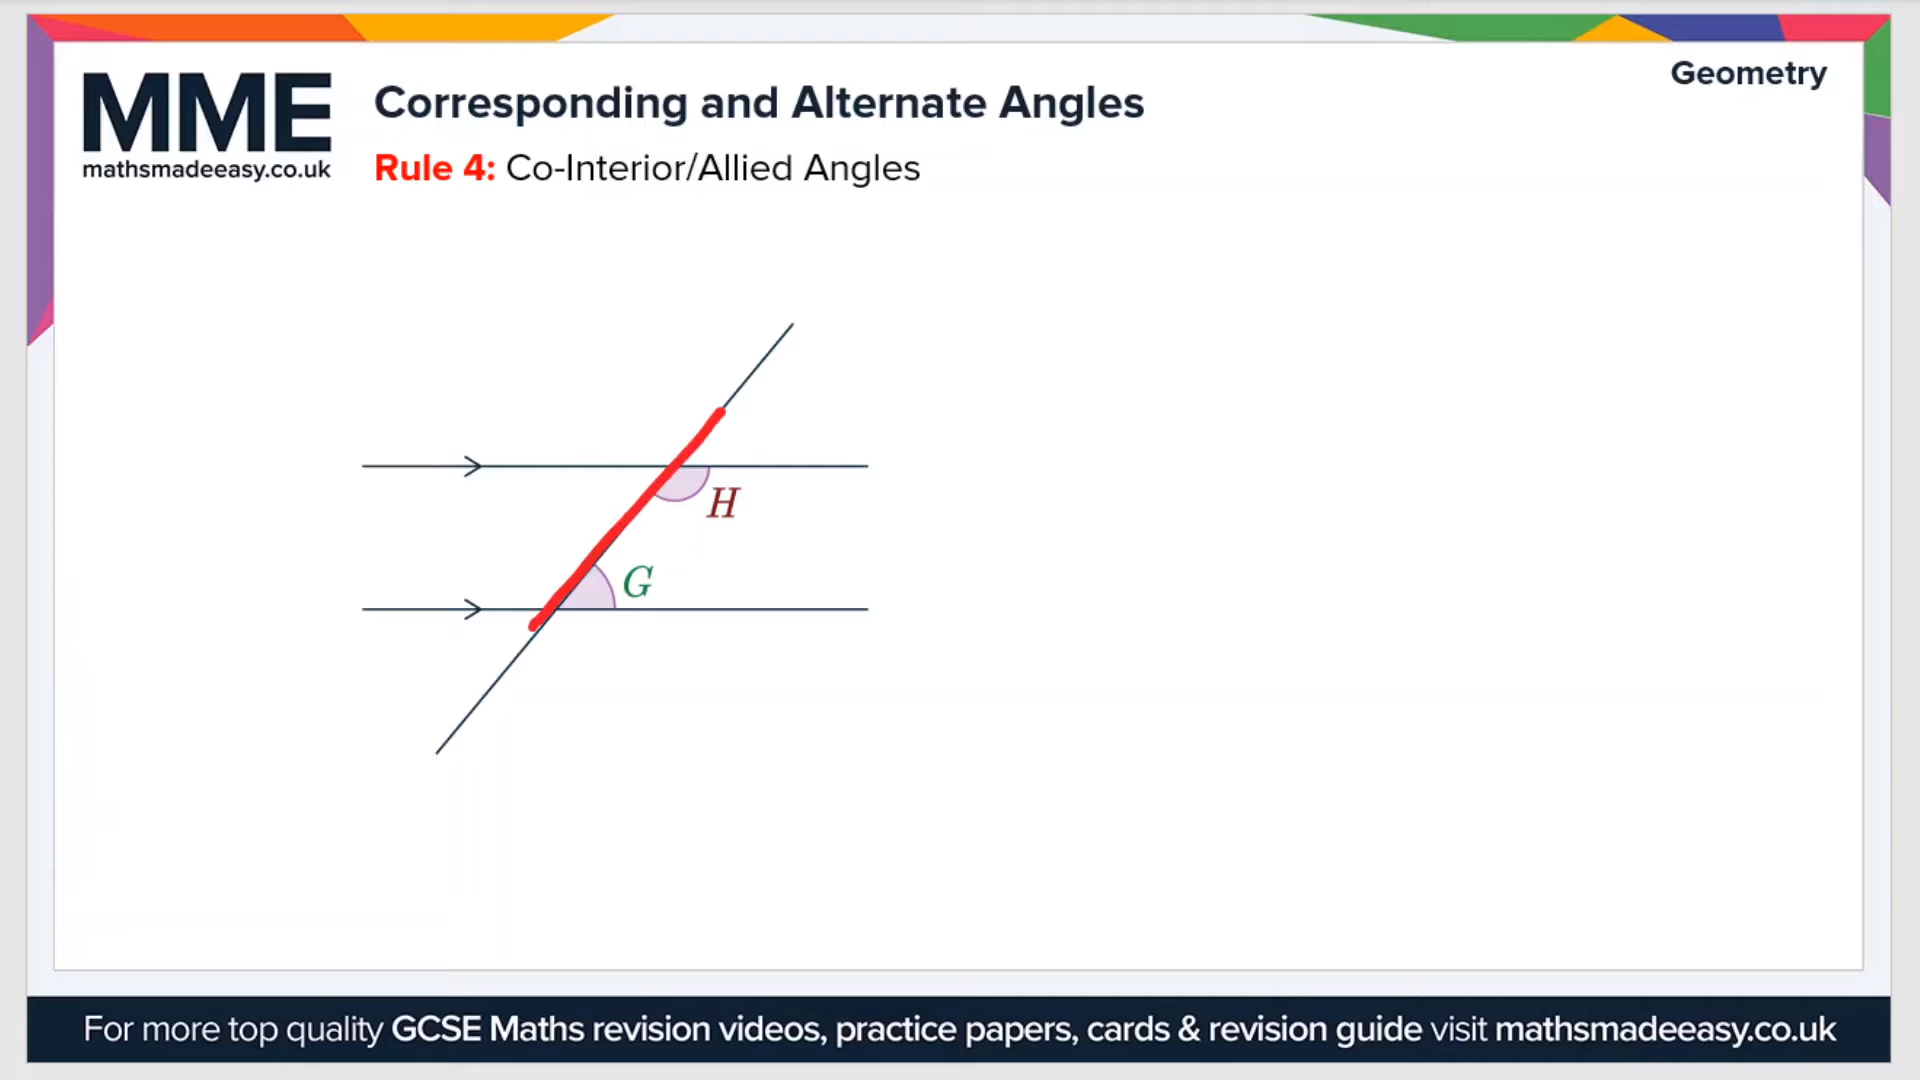 Geometry
MME
mathsmadeeasy.co.uk
Corresponding and Alternate Angles
Rule 4: Co-Interior/Allied Angles
H
G
For more top quality GCSE Maths revision videos, practice papers, cards & revision guide visit mathsmadeeasy.co.uk